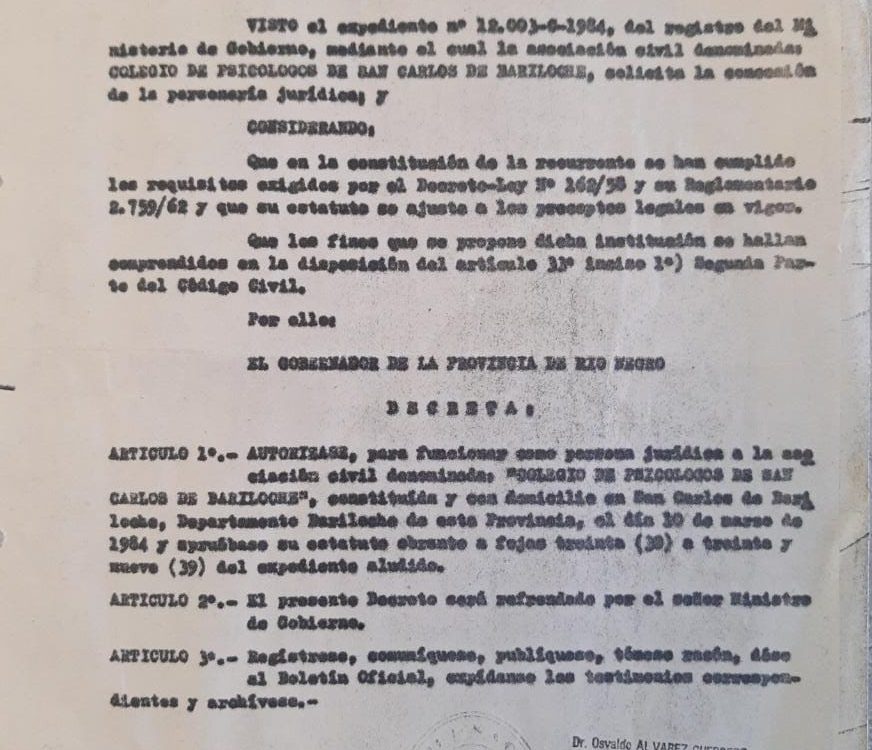 VISTO el expediente nº 12.003-G-1984, del registro del Mi
nisterio de Gobierno, mediante el cual la asociación civil denominada:
COLEGIO DE PSICOLOGOS DE SAN CARLOS DE BARILOCHE, solicita la concesión
de la personería jurídica; y
CONSIDERANDO:
Que en la constitución de la recurrente se han cumplido
los requisitos exigidos por el Decreto-Ley Nº 262/58 y su Reglamentario
2.759/62 y que su estatuto se ajusta a los preceptos legales en vigor.
Que los fines que se propone dicha institución se hallan
comprendidos en la disposición del artículo 33º inciso 1º) Segunda Par-
te del Código Civil.
Por ello:
EL GOBERNADOR DE LA PROVINCIA DE RIO NEGRO
D E C R E T A :
ARTICULO 1º.- AUTORIZASE, para funcionar como persona jurídica a la aso
ciación civil denominada: "COLEGIO DE PSICOLOGOS DE SAN
CARLOS DE BARILOCHE", constituída y con domicilio en San Carlos de Bari
loche, Departamento Bariloche de esta Provincia, el día 10 de marzo de
1984 y apruébase su estatuto obrante a fojas treinta (30) a treinta y
nueve (39) del expediente aludido.
ARTICULO 2º.- El presente Decreto será refrendado por el señor Ministro
de Gobierno.
ARTICULO 3º.- Regístrese, comuníquese, publíquese, tómese razón, dése
al Boletín Oficial, expídanse los testimonios correspon-
dientes y archívese.-
Dr. Osvaldo ALVAREZ GUERRERO